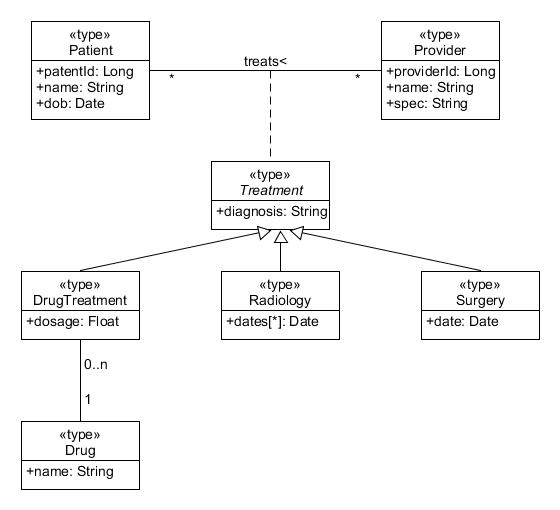 «type»
Patient
+patentId: Long
+name: String
+dob: Date
treats<
*
*
«type»
Provider
+providerId: Long
+name: String
+spec: String
«type»
Treatment
+diagnosis: String
«type»
DrugTreatment
+dosage: Float
«type»
Radiology
+dates[*]: Date
«type»
Surgery
+date: Date
0..n
1
«type»
Drug
+name: String